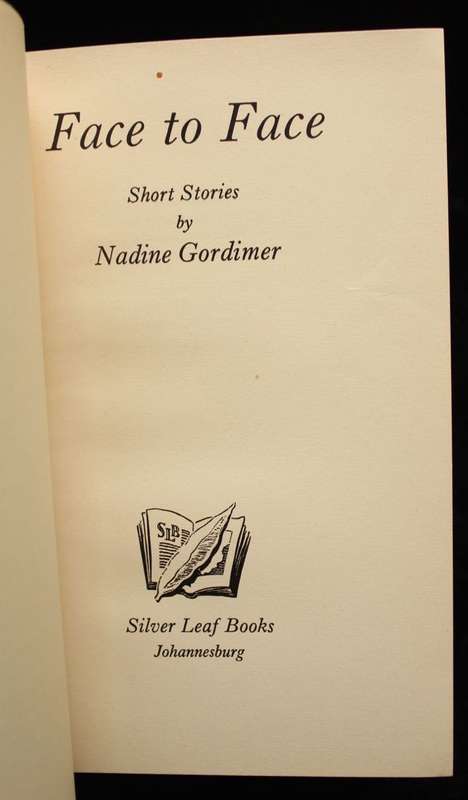 Face to Face
Short Stories
by
Nadine Gordimer
SLB
Silver Leaf Books
Johannesburg